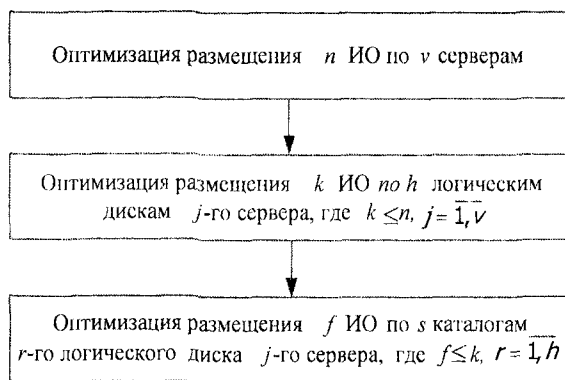 Оптимизация размещения n ИО по v серверам
Оптимизация размещения k ИО по h логическим
дискам j-го сервера, где k ≤ n, j = 1, v
Оптимизация размещения f ИО по s каталогам
r-го логического диска j-го сервера, где f ≤ k, r = 1, h